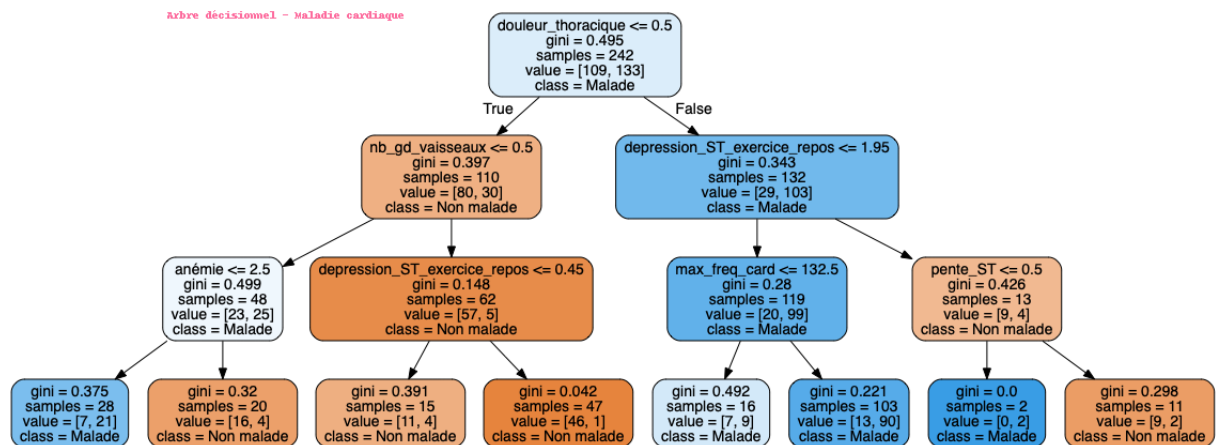 Arbre décisionnel - Maladie cardiaque
douleur_thoracique <= 0.5
gini = 0.495
samples = 242
value = [109, 133]
class = Malade
True
False
nb_gd_vaisseaux <= 0.5
gini = 0.397
samples = 110
value = [80, 30]
class = Non malade
depression_ST_exercice_repos <= 1.95
gini = 0.343
samples = 132
value = [29, 103]
class = Malade
anémie <= 2.5
gini = 0.499
samples = 48
value = [23, 25]
class = Malade
depression_ST_exercice_repos <= 0.45
gini = 0.148
samples = 62
value = [57, 5]
class = Non malade
max_freq_card <= 132.5
gini = 0.28
samples = 119
value = [20, 99]
class = Malade
pente_ST <= 0.5
gini = 0.426
samples = 13
value = [9, 4]
class = Non malade
gini = 0.375
samples = 28
value = [7, 21]
class = Malade
gini = 0.32
samples = 20
value = [16, 4]
class = Non malade
gini = 0.391
samples = 15
value = [11, 4]
class = Non malade
gini = 0.042
samples = 47
value = [46, 1]
class = Non malade
gini = 0.492
samples = 16
value = [7, 9]
class = Malade
gini = 0.221
samples = 103
value = [13, 90]
class = Malade
gini = 0.0
samples = 2
value = [0, 2]
class = Malade
gini = 0.298
samples = 11
value = [9, 2]
class = Non malade